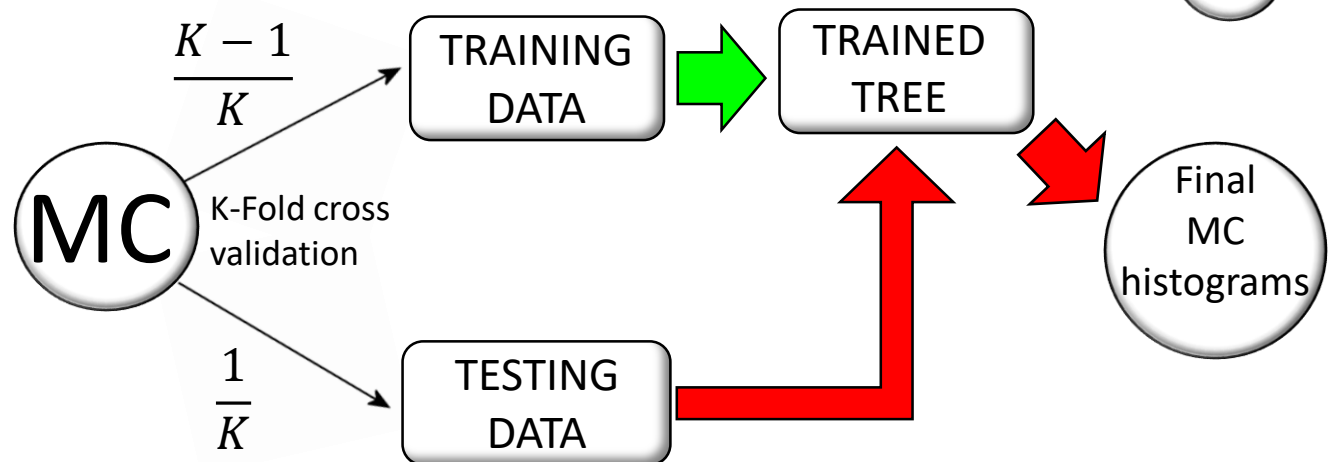 K − 1
K
TRAINING
DATA
TRAINED
TREE
MC
K-Fold cross
validation
Final
MC
histograms
1
K
TESTING
DATA